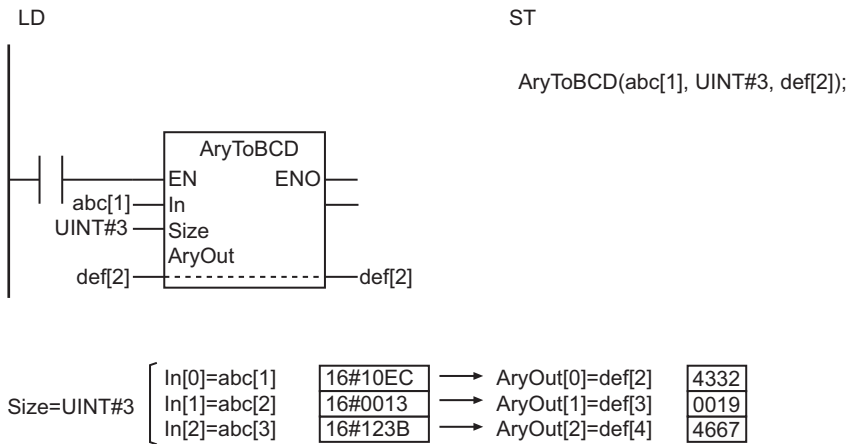 LD
ST
AryToBCD(abc[1], UINT#3, def[2]);
AryToBCD
EN ENO
abc[1] In
UINT#3 Size
AryOut
def[2] def[2]
In[0]=abc[1] 16#10EC AryOut[0]=def[2] 4332
Size=UINT#3 In[1]=abc[2] 16#0013 AryOut[1]=def[3] 0019
In[2]=abc[3] 16#123B AryOut[2]=def[4] 4667